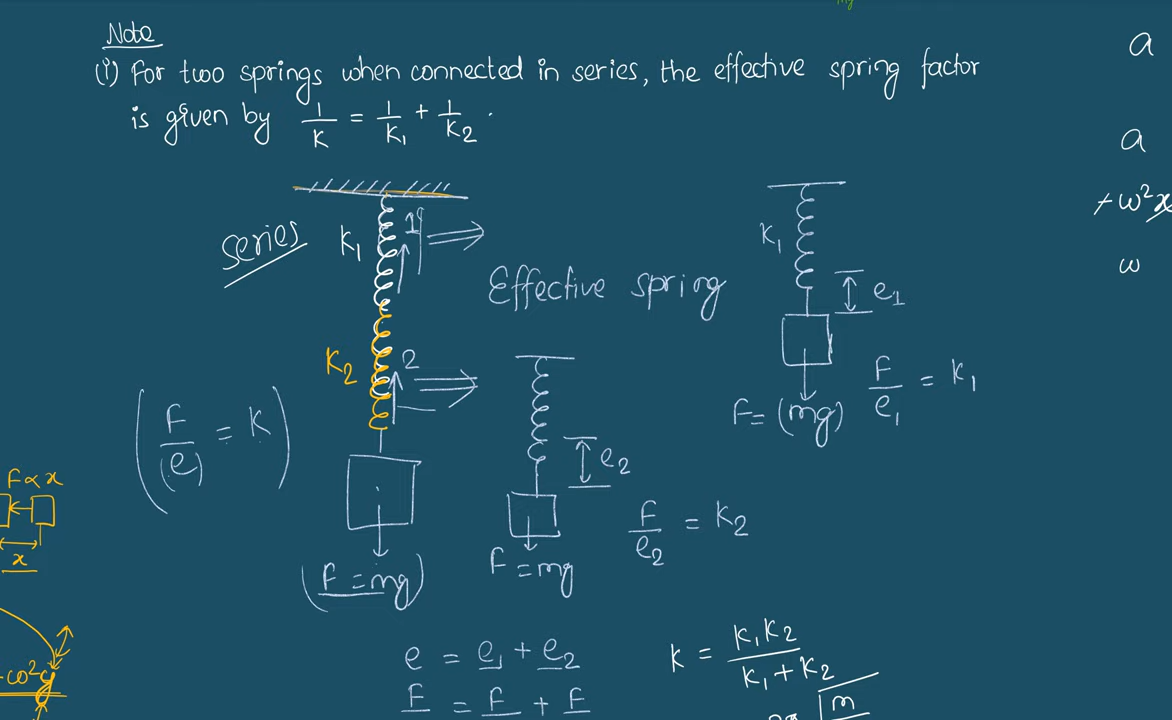 mg
Note
(i) For two springs when connected in series, the effective spring factor
is given by 1/K = 1/K₁ + 1/K₂ .
a
a
-ω²x
ω
series
K₁
1
Effective spring
K₁
e₁
K₂
2
F = (mg)
F/e₁ = K₁
(F/e = K)
e₂
F/e₂ = K₂
F ∝ x
x
(F = mg)
F = mg
e = e₁ + e₂
F = F + F
K = K₁K₂/K₁ + K₂
m